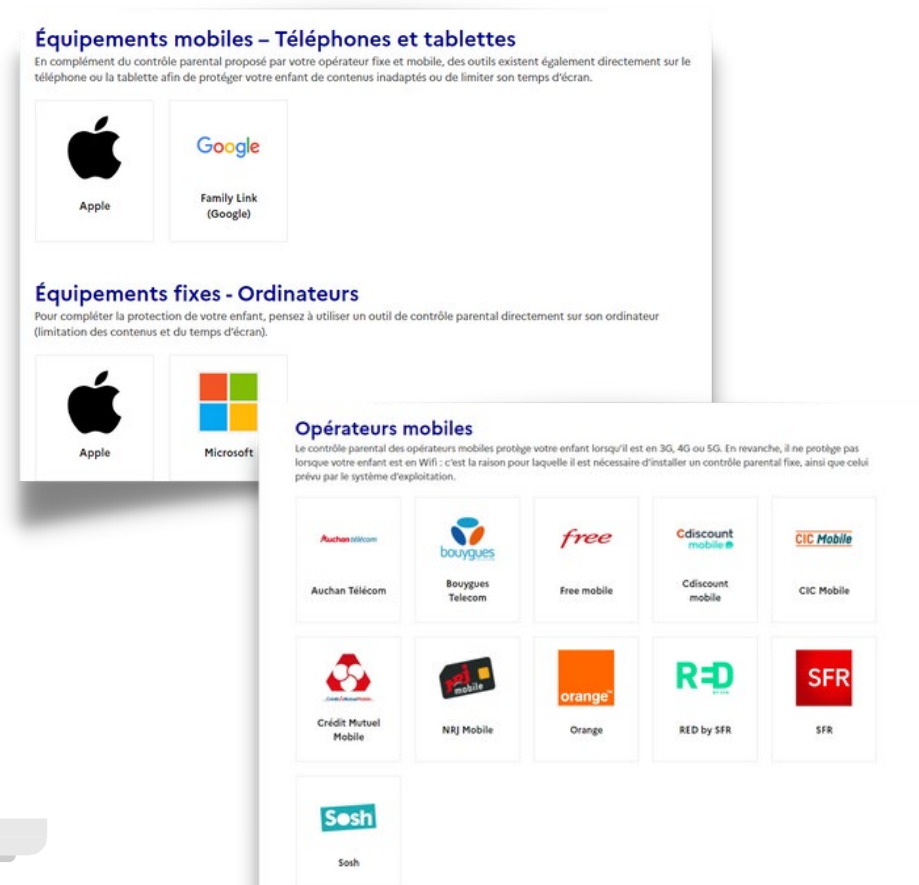 Équipements mobiles – Téléphones et tablettes
En complément du contrôle parental proposé par votre opérateur fixe et mobile, des outils existent également directement sur le
téléphone ou la tablette afin de protéger votre enfant de contenus inadaptés ou de limiter son temps d'écran.
Google
Apple
Family Link
(Google)
Équipements fixes - Ordinateurs
Pour compléter la protection de votre enfant, pensez à utiliser un outil de contrôle parental directement sur son ordinateur
(limitation des contenus et du temps d'écran).
Apple
Microsoft
Opérateurs mobiles
Le contrôle parental des opérateurs mobiles protège votre enfant lorsqu'il est en 3G, 4G ou 5G. En revanche, il ne protège pas
lorsque votre enfant est en Wifi : c'est la raison pour laquelle il est nécessaire d'installer un contrôle parental fixe, ainsi que celui
prévu par le système d'exploitation.
Auchan télécom
bouygues
free
Cdiscount
mobile
CIC Mobile
Auchan Télécom
Bouygues
Telecom
Free mobile
Cdiscount
mobile
CIC Mobile
nrj
mobile
orange
RED
SFR
Crédit Mutuel
Mobile
NRJ Mobile
Orange
RED by SFR
SFR
Sosh
Sosh